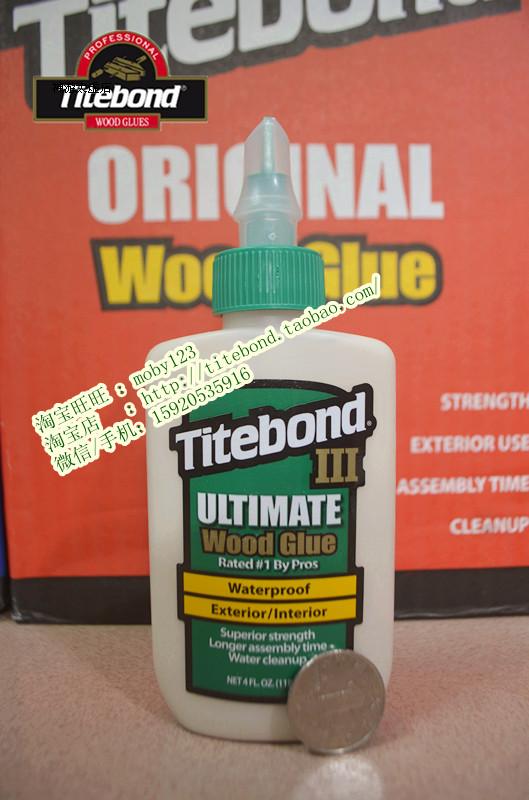 Titebond
PROFESSIONAL
Titebond®
WOOD GLUES
ORIGINAL
Wood Glue
淘宝旺旺 : moby123
淘宝店 : http://titebond.taobao.com/
微信/手机: 15920535916
STRENGTH
EXTERIOR USE
ASSEMBLY TIME
CLEANUP
Titebond®
III
ULTIMATE
Wood Glue
Rated #1 By Pros
Waterproof
Exterior/Interior
Superior strength
Longer assembly time
Water cleanup
NET 4 FL. OZ. (11